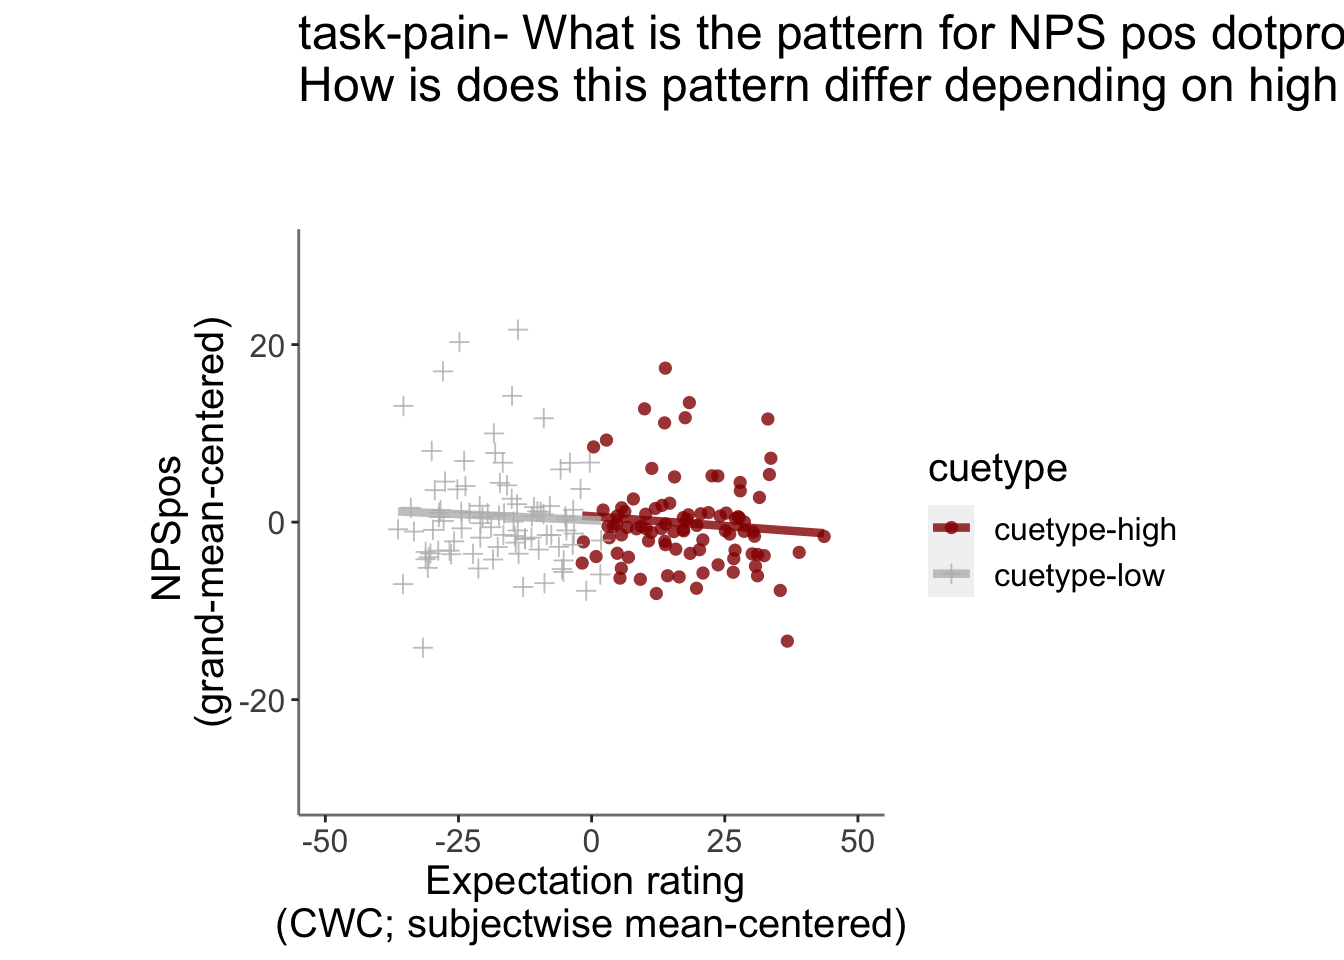 task-pain- What is the pattern for NPS pos dotpro
How is does this pattern differ depending on high
NPSpos
(grand-mean-centered)
20
0
-20
-50
-25
0
25
50
Expectation rating
(CWC; subjectwise mean-centered)
cuetype
cuetype-high
cuetype-low